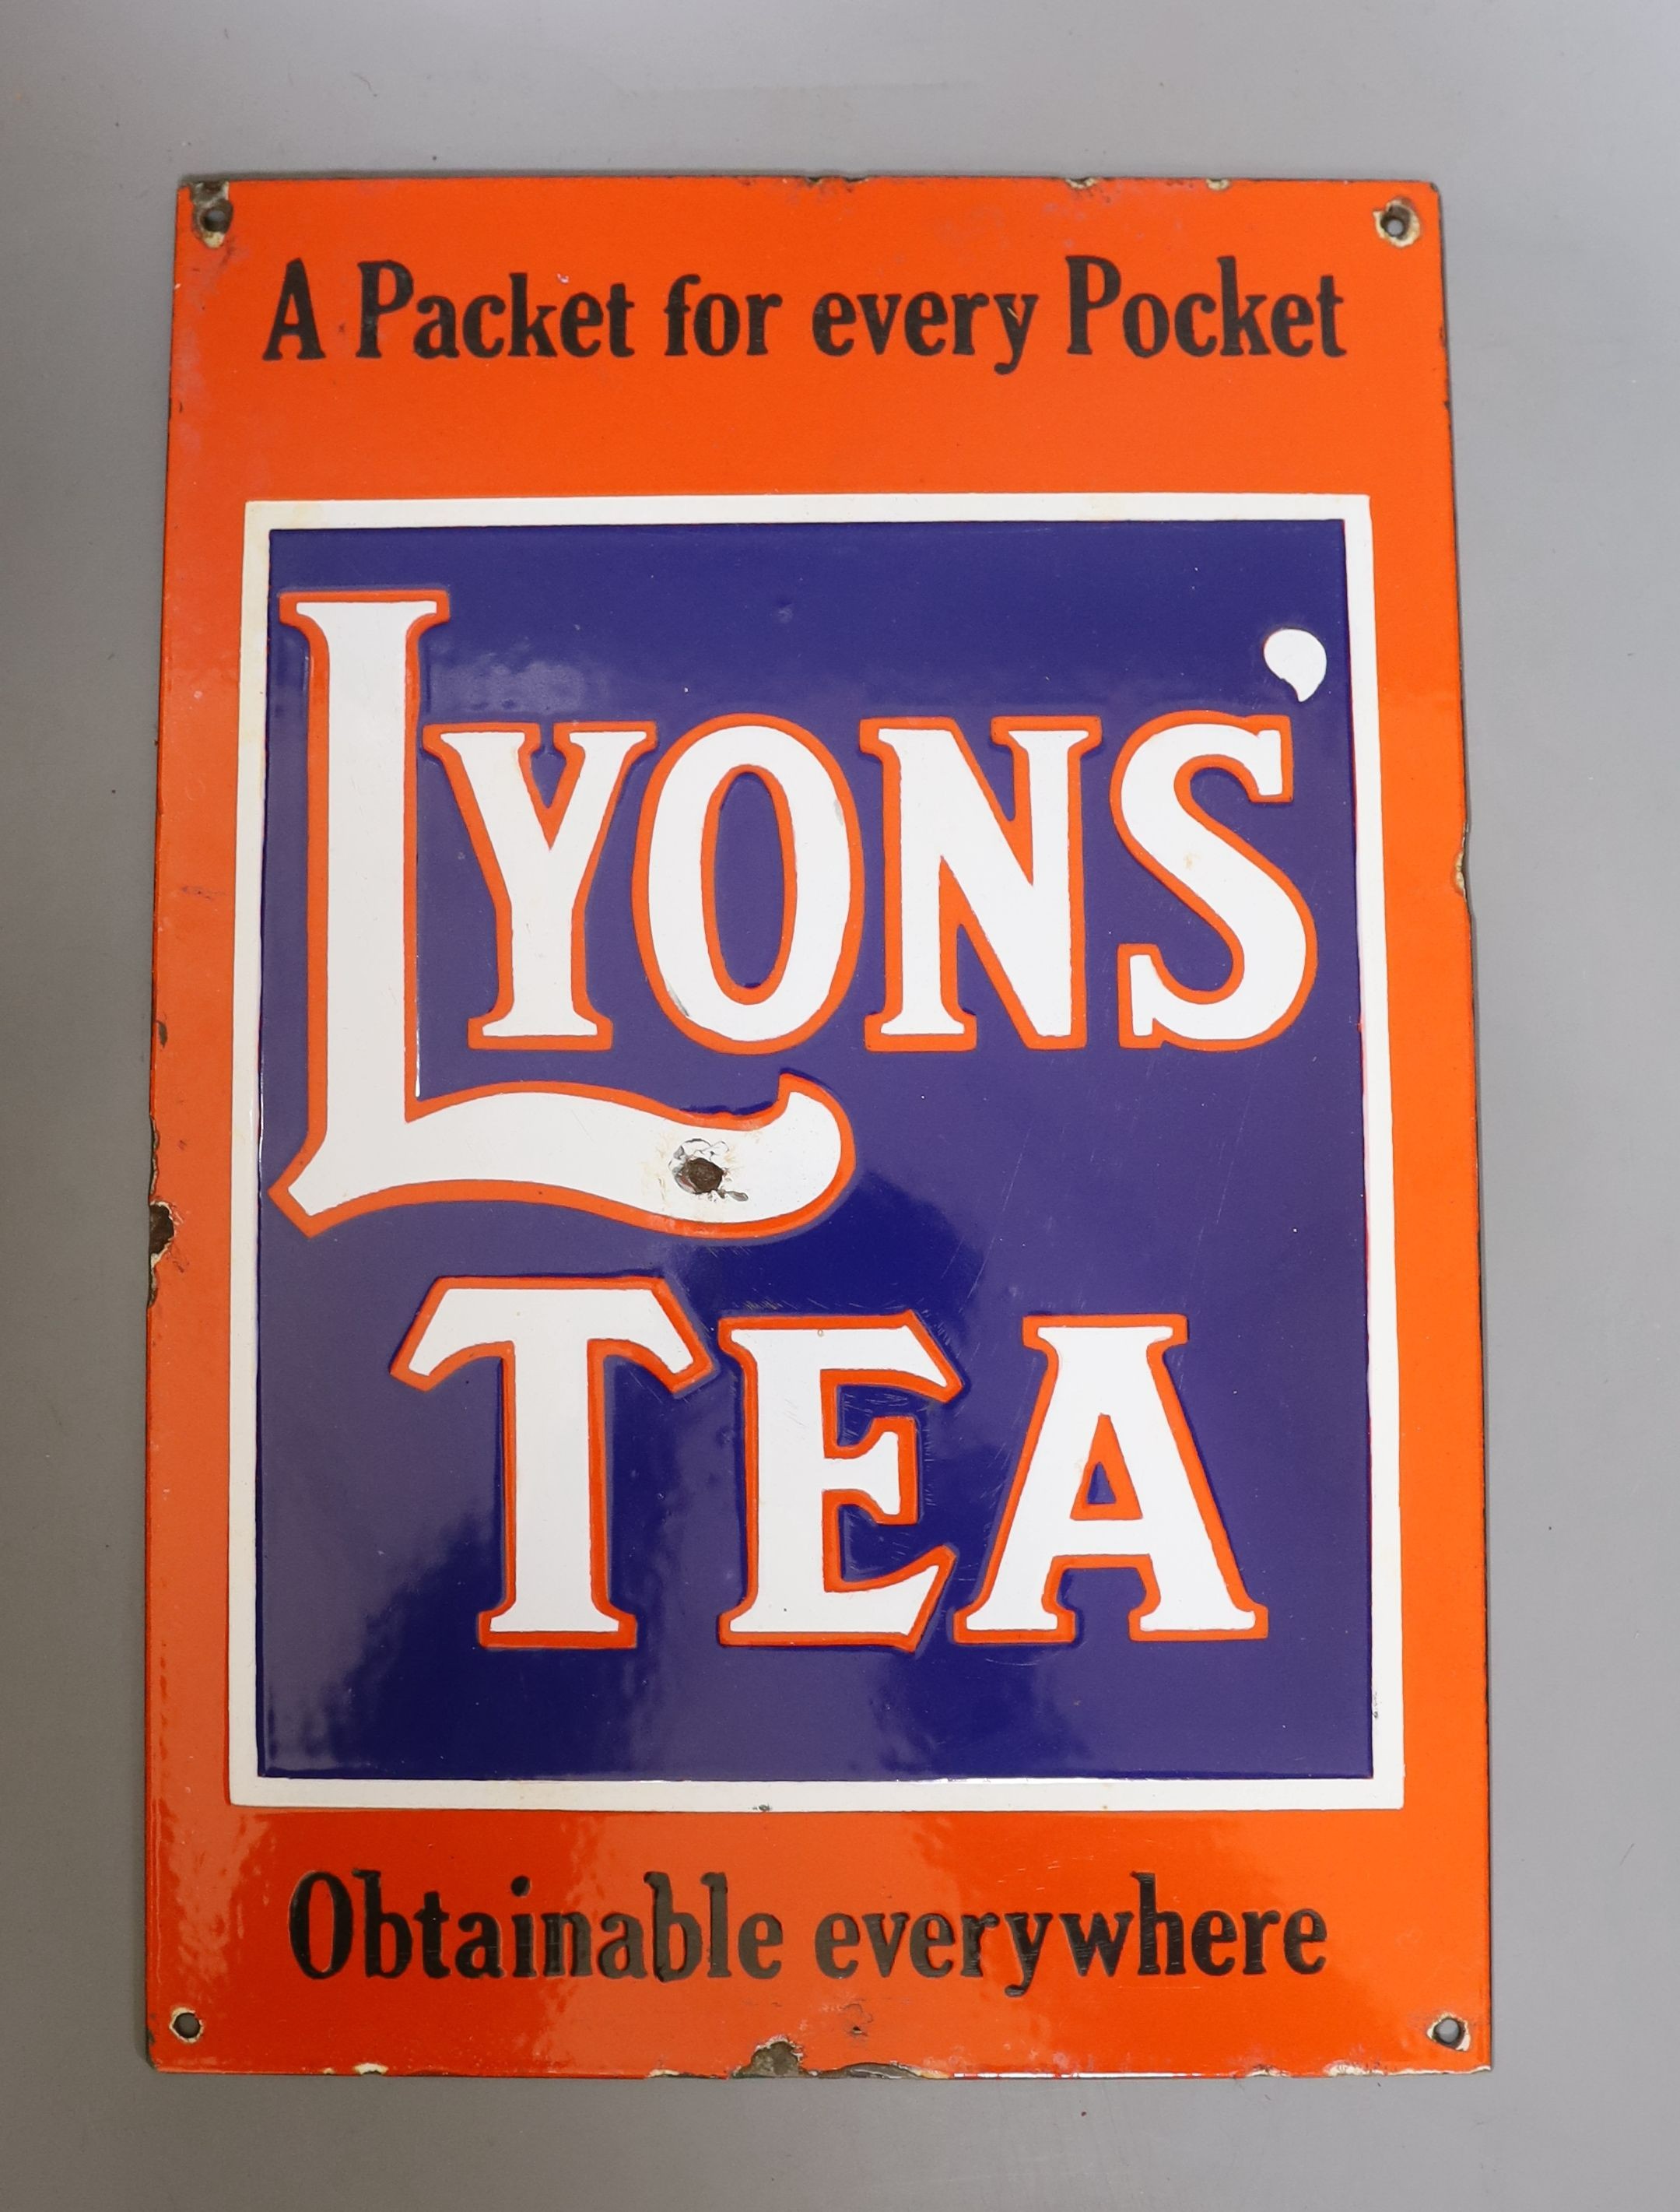 A Packet for every Pocket
LYONS'
TEA
Obtainable everywhere